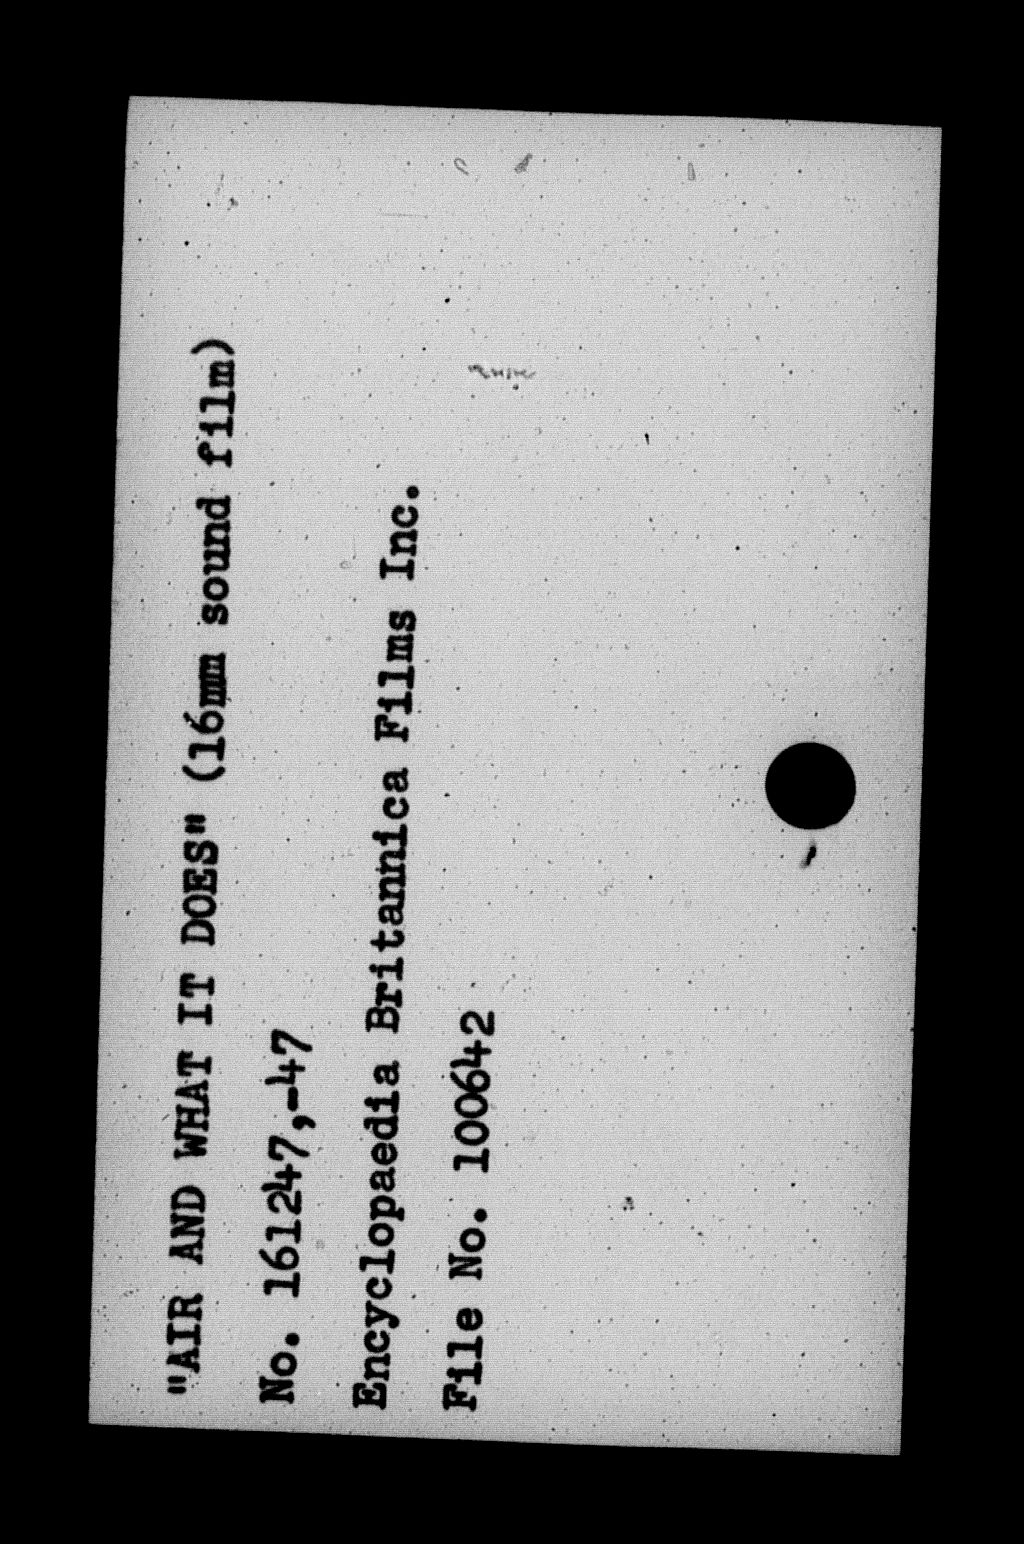 "AIR AND WHAT IT DOES" (16mm sound film)
No. 161247,-47
Encyclopaedia Britannica Films Inc.
File No. 100642